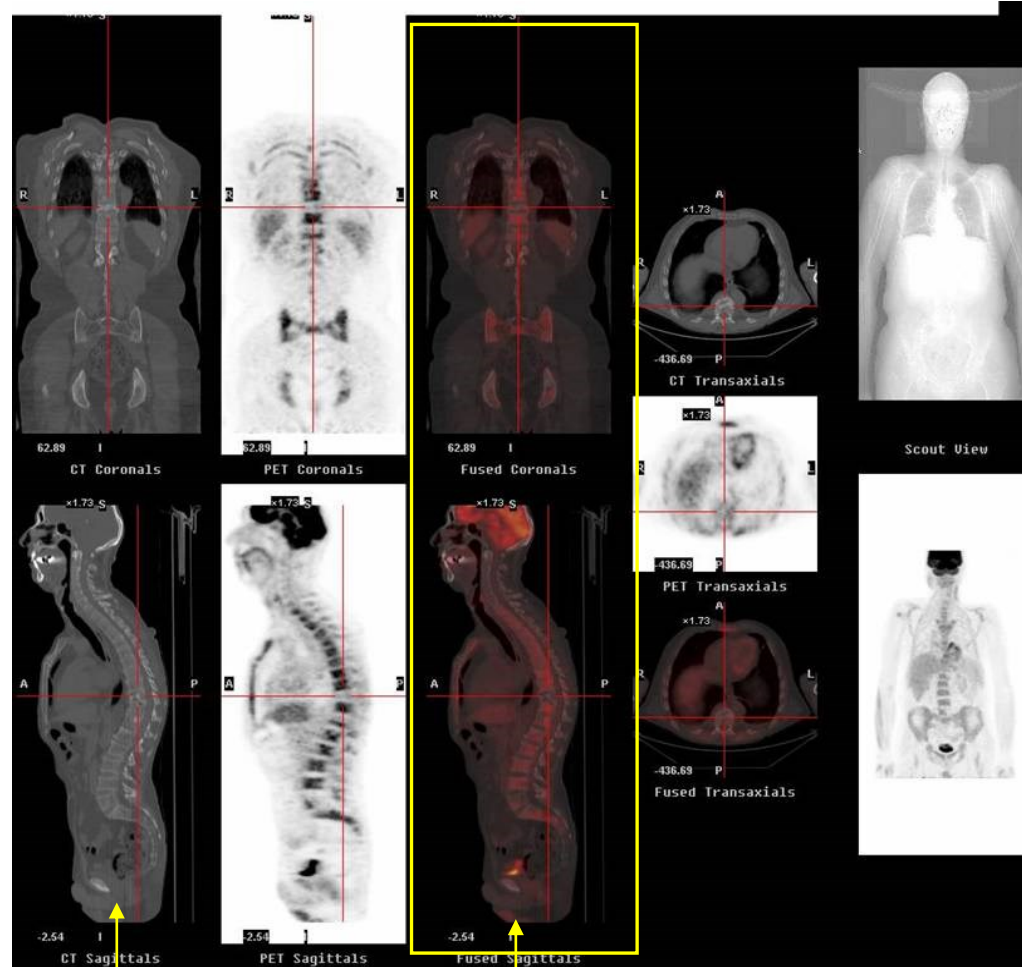 ×1.73 S
R
L
62.89 I
CT Coronals
R
L
62.89 I
PET Coronals
R
L
62.89 I
Fused Coronals
A
×1.73
R
L
-436.69 P
CT Transaxials
A
×1.73
R
L
-436.69 P
PET Transaxials
A
×1.73
R
L
-436.69 P
Fused Transaxials
Scout View
×1.73 S
A
P
-2.54 I
CT Sagittals
×1.73 S
A
P
-2.54 I
PET Sagittals
×1.73 S
A
P
-2.54 I
Fused Sagittals